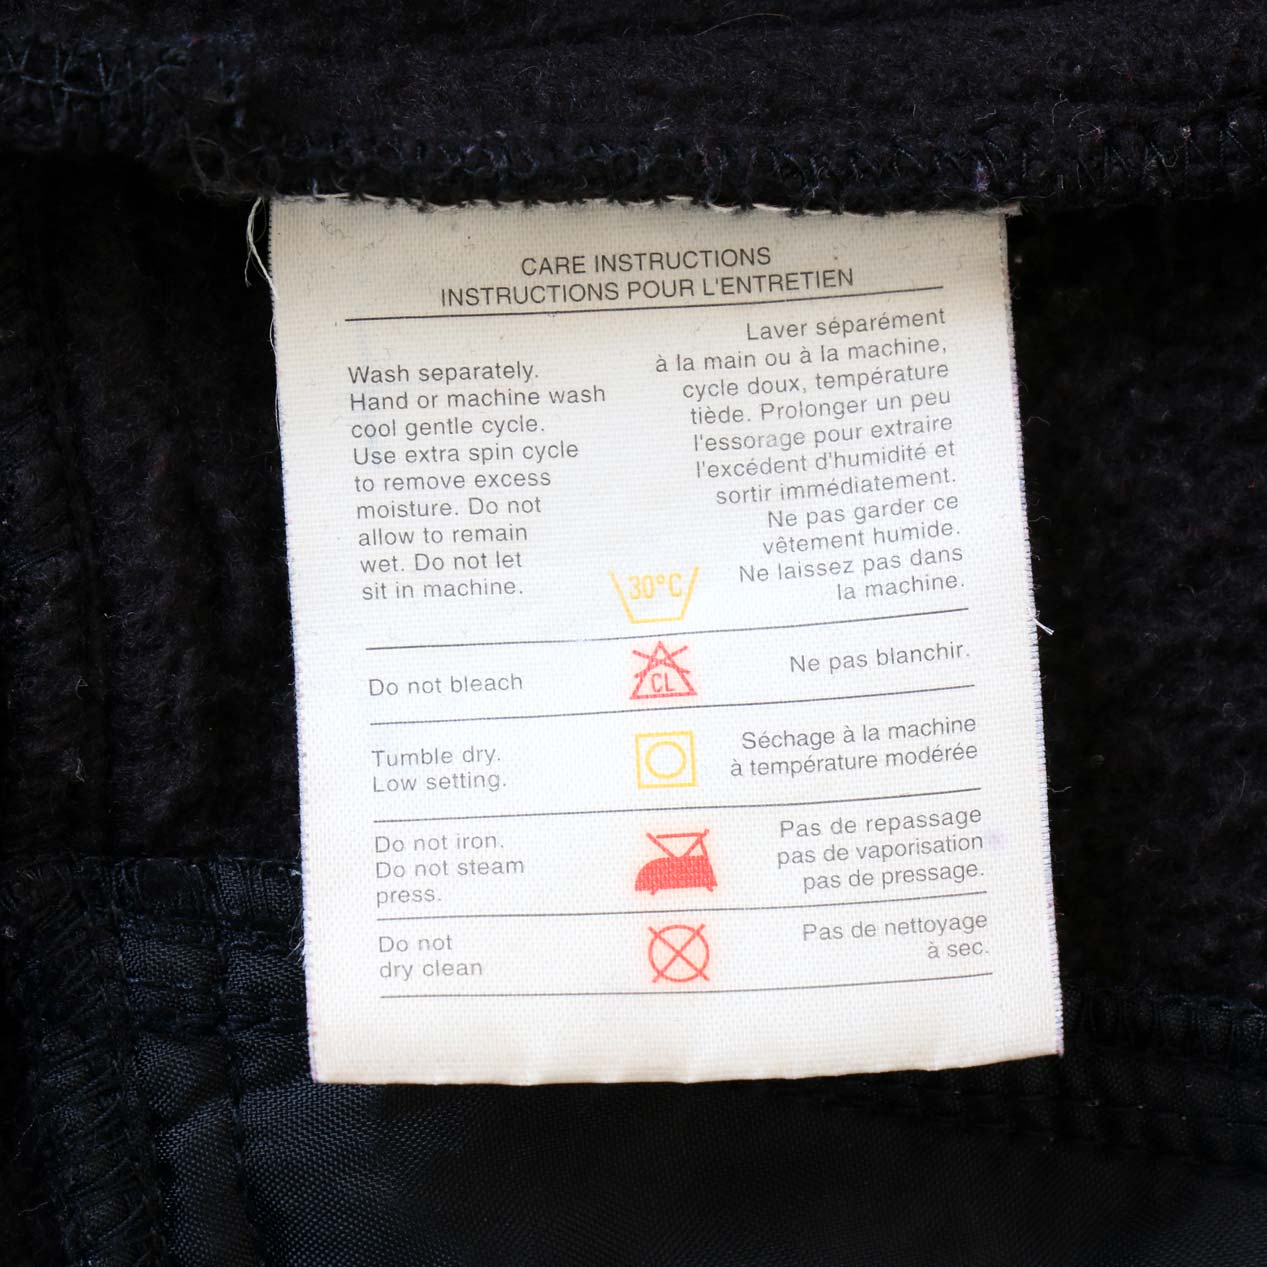 CARE INSTRUCTIONS
INSTRUCTIONS POUR L'ENTRETIEN
Wash separately.
Hand or machine wash
cool gentle cycle.
Use extra spin cycle
to remove excess
moisture. Do not
allow to remain
wet. Do not let
sit in machine.
Laver séparément
à la main ou à la machine,
cycle doux, température
tiède. Prolonger un peu
l'essorage pour extraire
l'excédent d'humidité et
sortir immédiatement.
Ne pas garder ce
vêtement humide.
Ne laissez pas dans
la machine.
30°C
Do not bleach
CL
Ne pas blanchir.
Tumble dry.
Low setting.
Séchage à la machine
à température modérée
Do not iron.
Do not steam
press.
Pas de repassage
pas de vaporisation
pas de pressage.
Do not
dry clean
Pas de nettoyage
à sec.